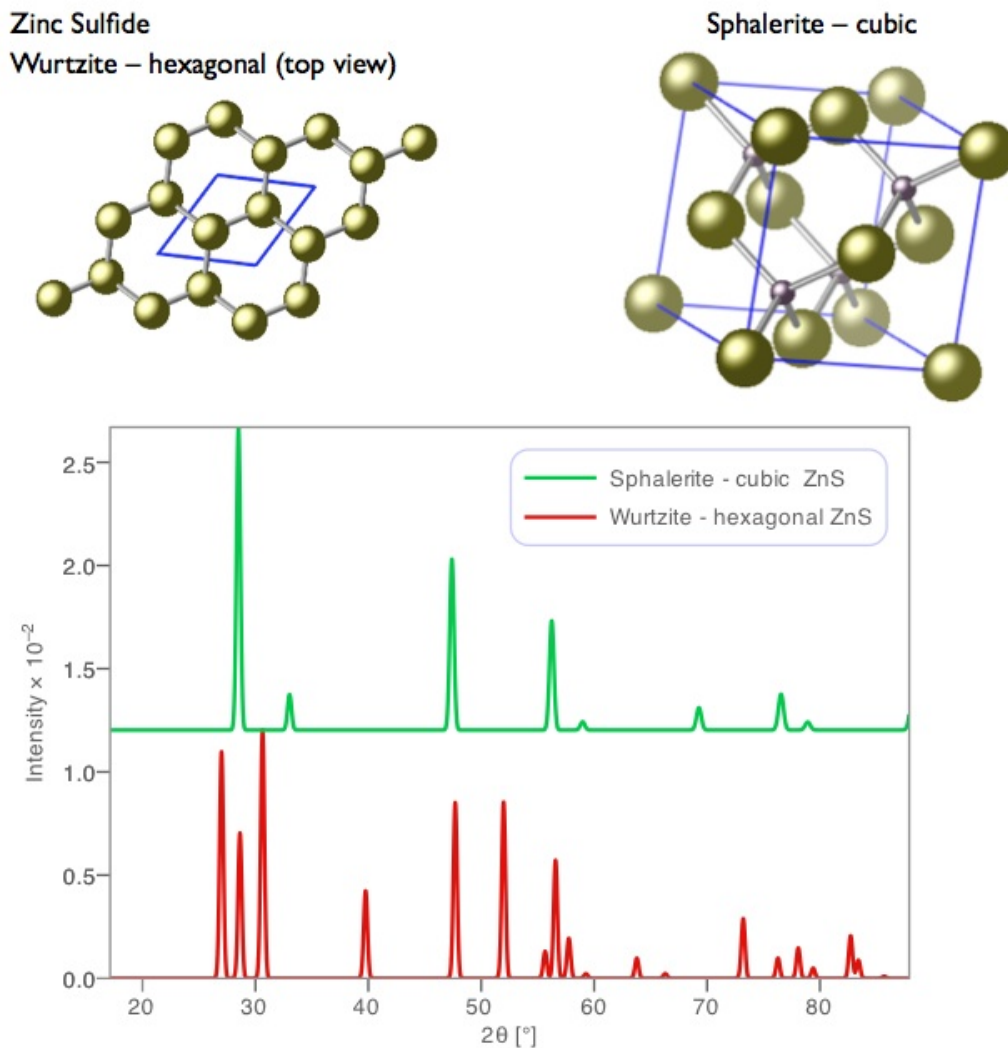 Zinc Sulfide
Wurtzite – hexagonal (top view)
Sphalerite – cubic
Sphalerite - cubic  ZnS
Wurtzite - hexagonal ZnS
Intensity × 10⁻²
2.5
2.0
1.5
1.0
0.5
0.0
20 30 40 50 60 70 80
2θ [°]